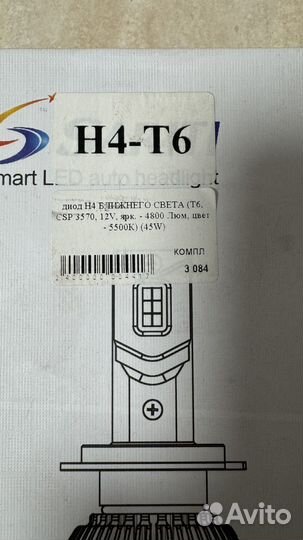 H4-T6
mart LED auto headlight
диод H4 БЛИЖНЕГО СВЕТА (T6,
CSP 3570, 12V, ярк. - 4800 Люм, цвет
- 5500K) (45W)
КОМПЛ
3 084
Avito